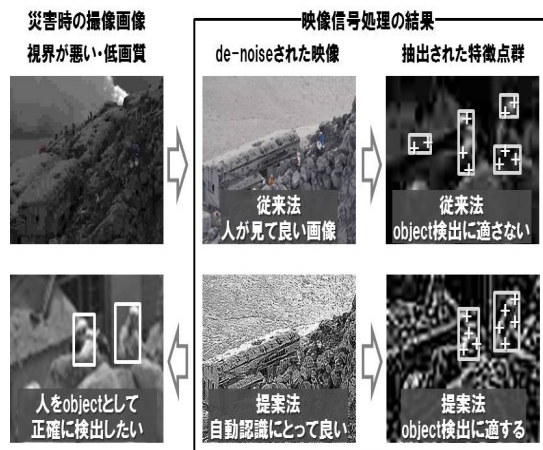 災害時の撮像画像
視界が悪い・低画質
映像信号処理の結果
de-noiseされた映像
抽出された特徴点群
従来法
人が見て良い画像
従来法
object検出に適さない
人をobjectとして
正確に検出したい
提案法
自動認識にとって良い
提案法
object検出に適する